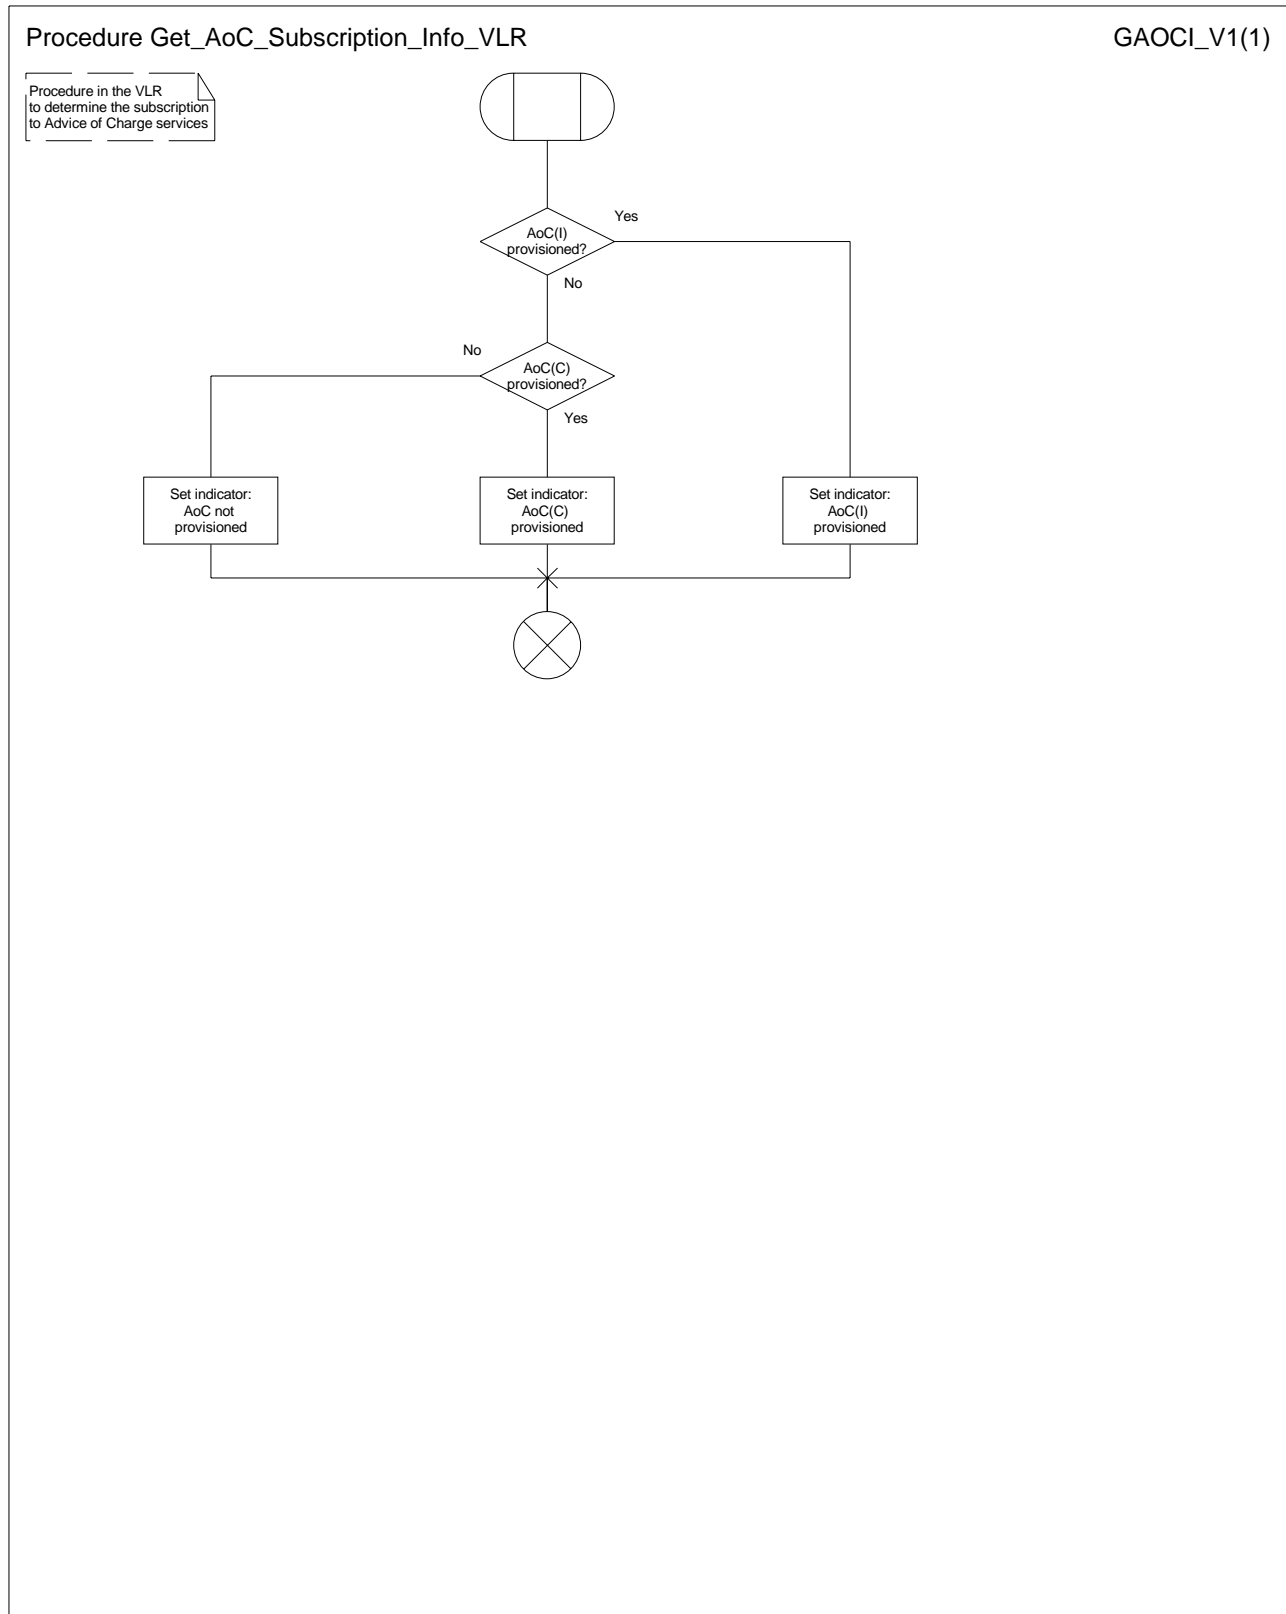 Procedure Get_AoC_Subscription_Info_VLR
GAOCI_V1(1)
Procedure in the VLR
to determine the subscription
to Advice of Charge services
Yes
AoC(I)
provisioned?
No
No
AoC(C)
provisioned?
Yes
Set indicator:
AoC not
provisioned
Set indicator:
AoC(C)
provisioned
Set indicator:
AoC(I)
provisioned